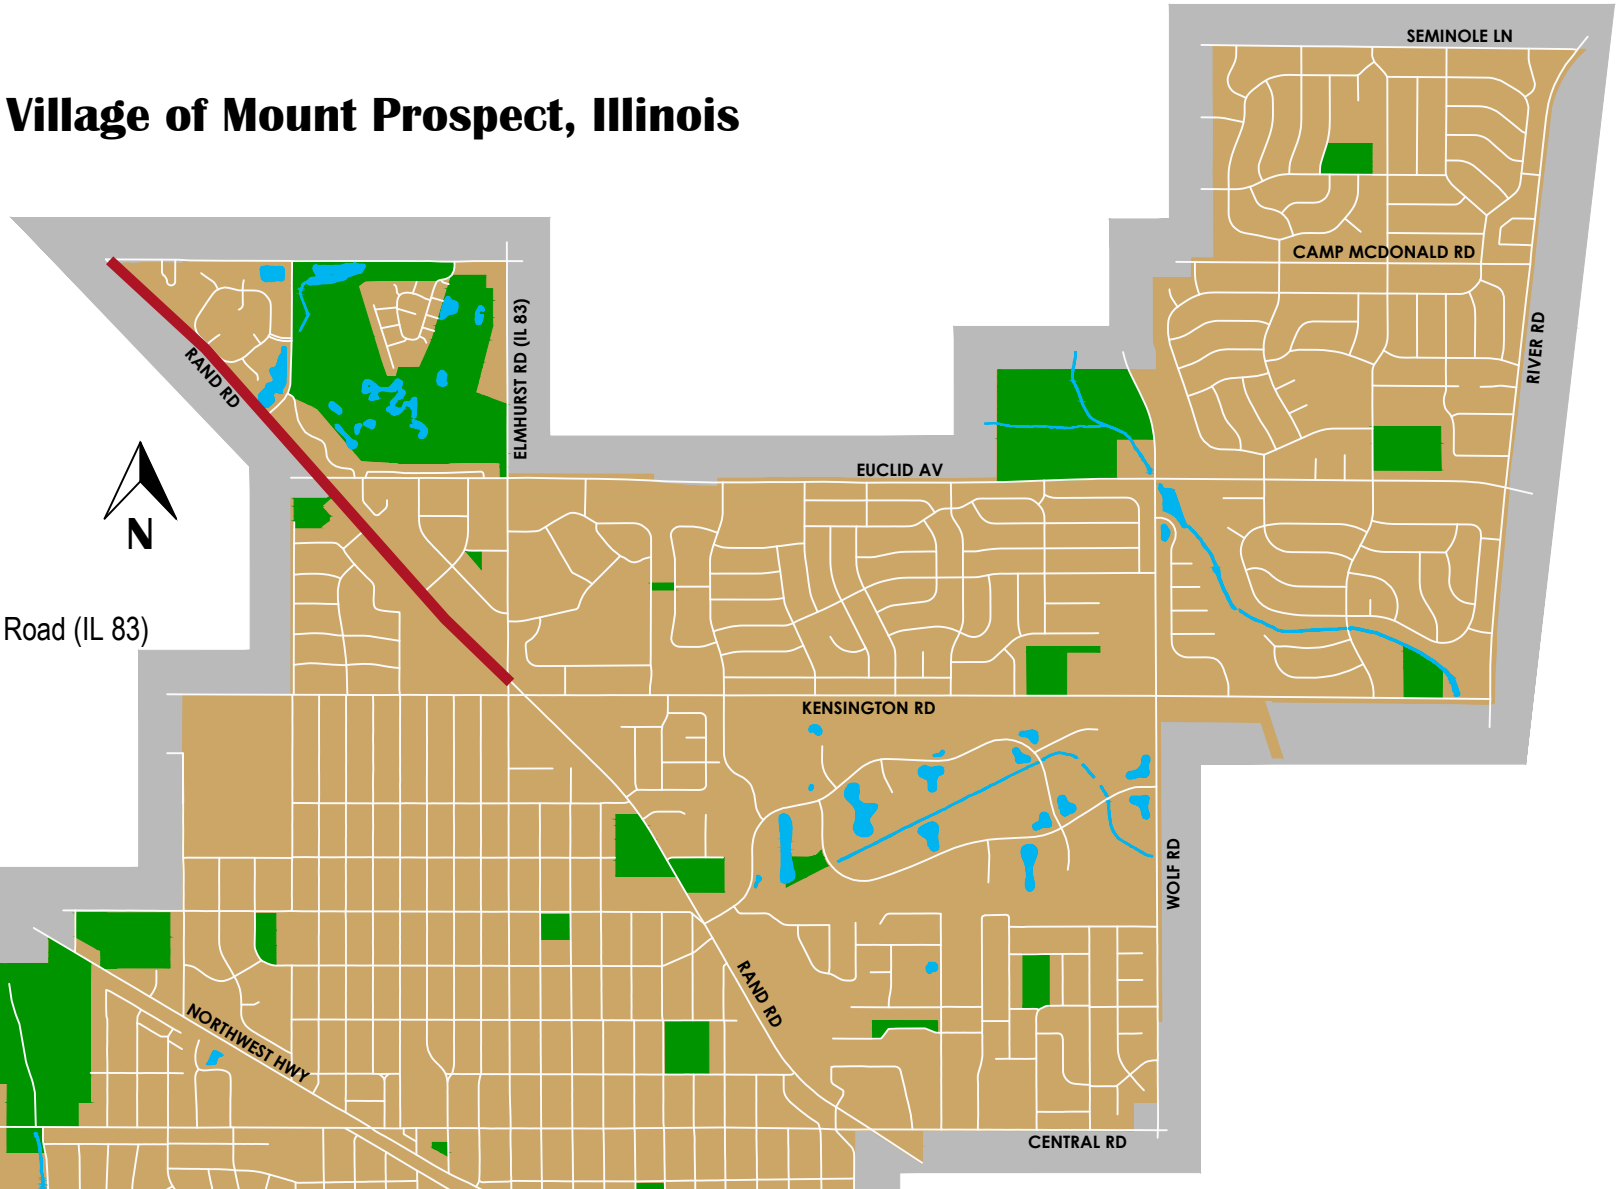 SEMINOLE LN
Village of Mount Prospect, Illinois
CAMP MCDONALD RD
ELMHURST RD (IL 83)
RIVER RD
RAND RD
EUCLID AV
N
Road (IL 83)
KENSINGTON RD
WOLF RD
RAND RD
NORTHWEST HWY
CENTRAL RD